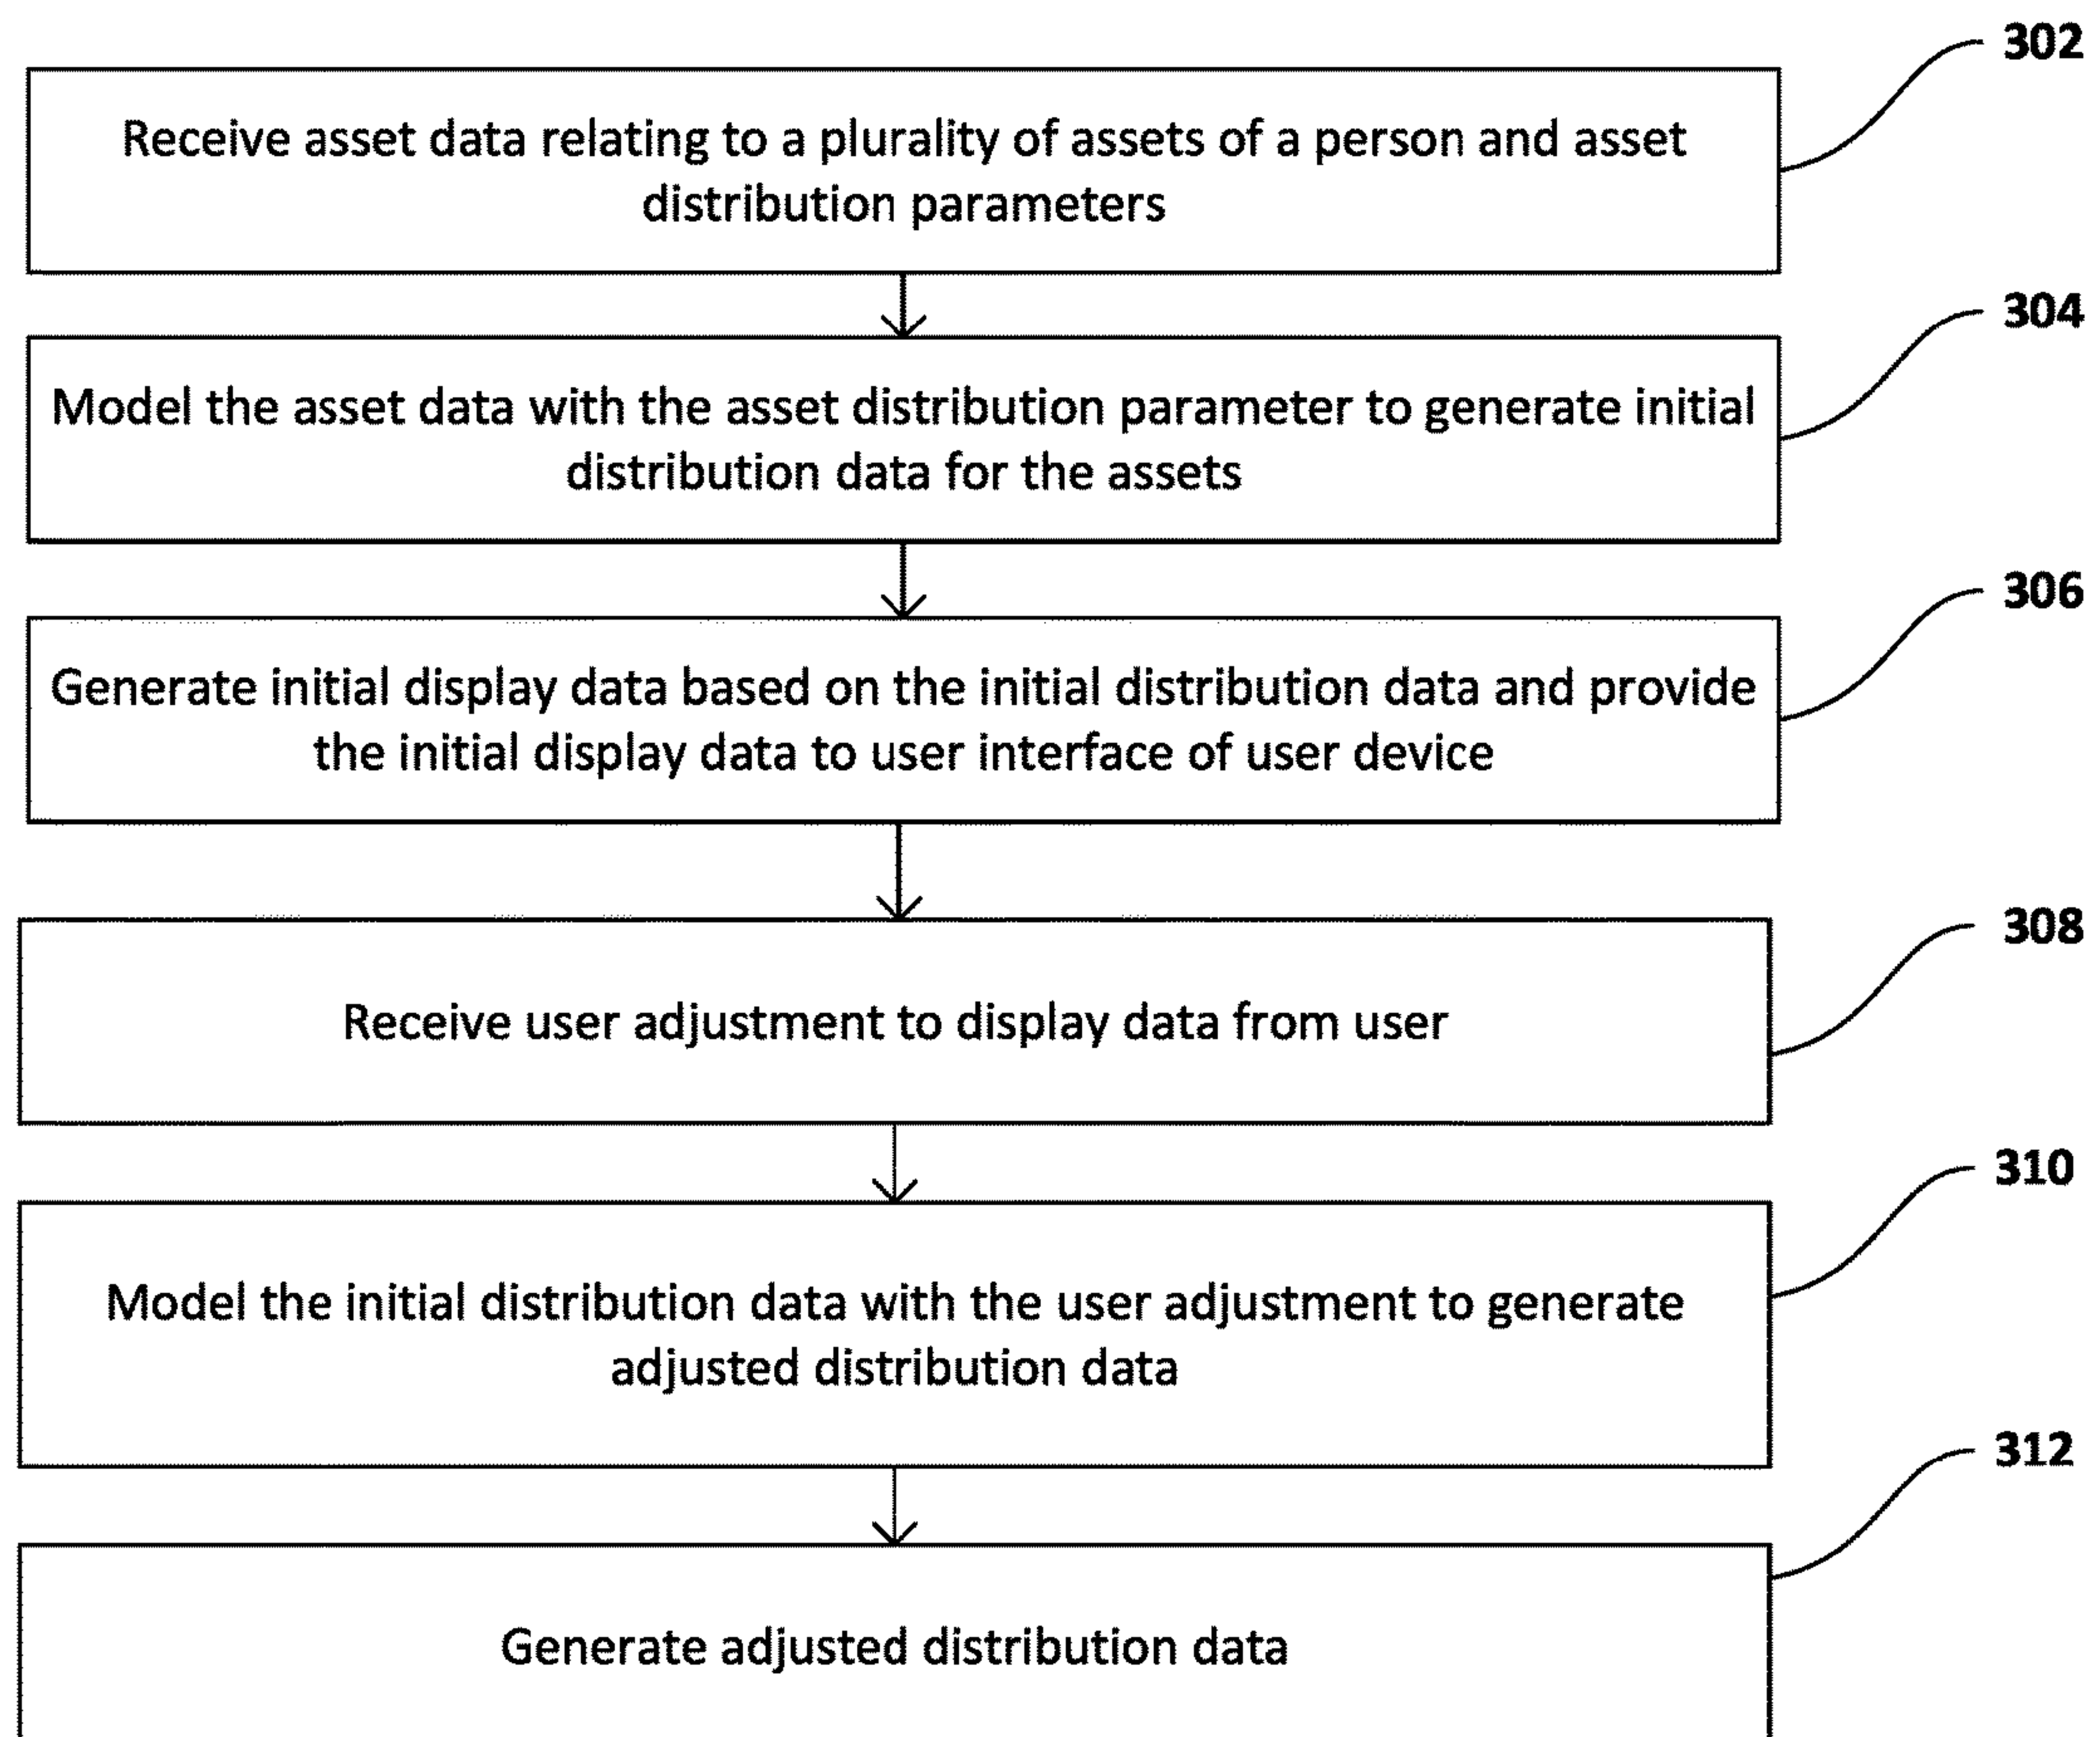 302
Receive asset data relating to a plurality of assets of a person and asset
distribution parameters
304
Model the asset data with the asset distribution parameter to generate initial
distribution data for the assets
306
Generate initial display data based on the initial distribution data and provide
the initial display data to user interface of user device
308
Receive user adjustment to display data from user
310
Model the initial distribution data with the user adjustment to generate
adjusted distribution data
312
Generate adjusted distribution data